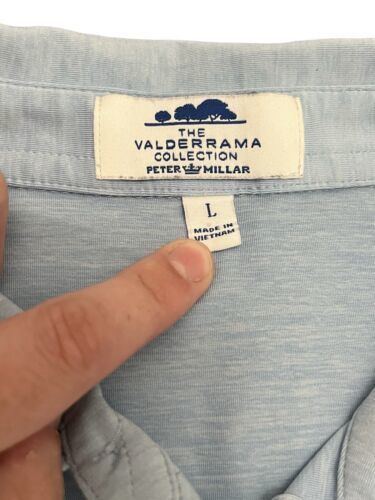 THE
VALDERRAMA
COLLECTION
PETER MILLAR
L
MADE IN
VIETNAM